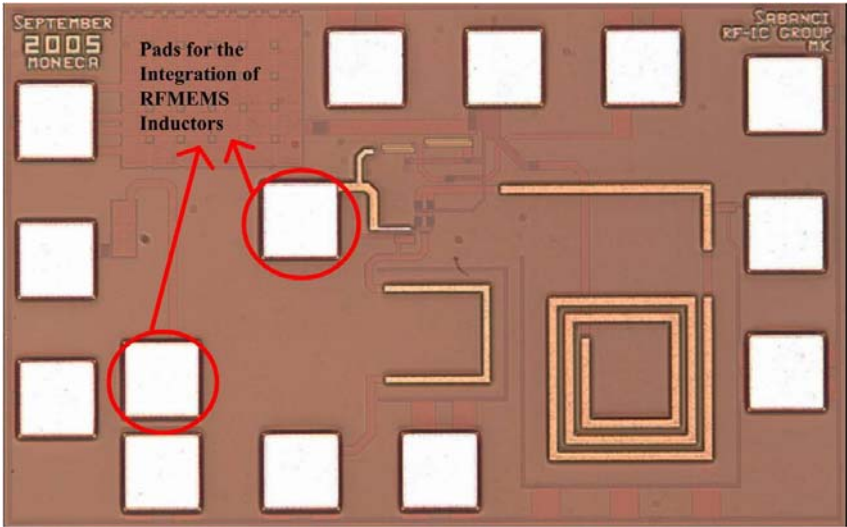 SEPTEMBER
2005
MONECA
Pads for the
Integration of
RFMEMS
Inductors
SABANCI
RF-IC GROUP
MK